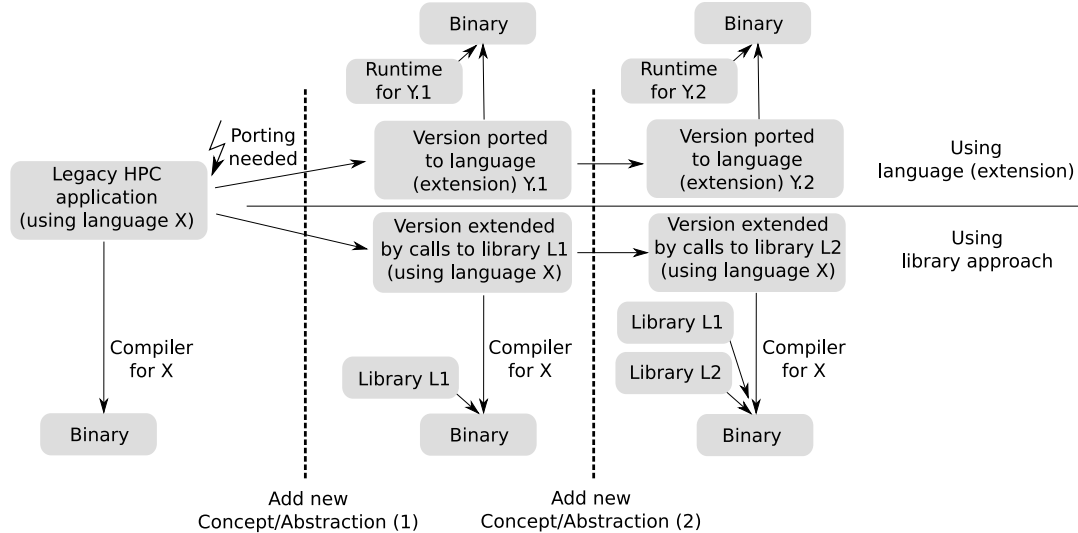 Binary
Binary
Runtime
for Y.1
Runtime
for Y.2
Porting
needed
Version ported
to language
(extension) Y.1
Version ported
to language
(extension) Y.2
Using
language (extension)
Legacy HPC
application
(using language X)
Version extended
by calls to library L1
(using language X)
Version extended
by calls to library L2
(using language X)
Using
library approach
Compiler
for X
Library L1
Compiler
for X
Library L1
Library L2
Compiler
for X
Binary
Binary
Binary
Add new
Concept/Abstraction (1)
Add new
Concept/Abstraction (2)